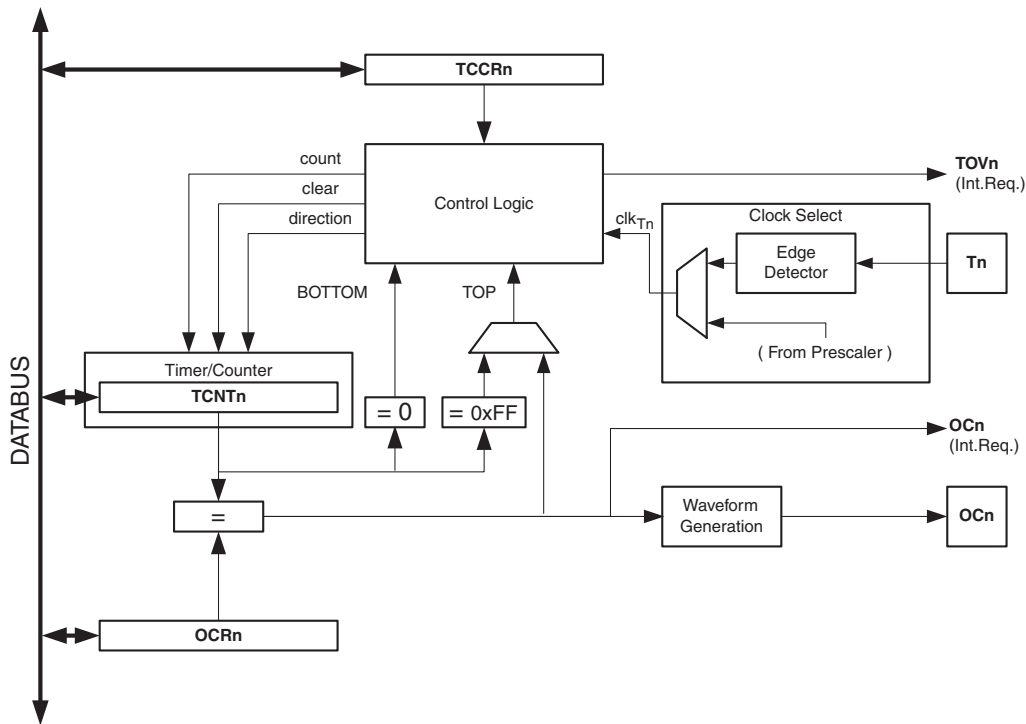 TCCRn
count
clear
direction
Control Logic
TOVn
(Int.Req.)
clkTn
Clock Select
Edge
Detector
Tn
( From Prescaler )
BOTTOM
TOP
Timer/Counter
TCNTn
= 0
= 0xFF
DATABUS
OCn
(Int.Req.)
=
Waveform
Generation
OCn
OCRn